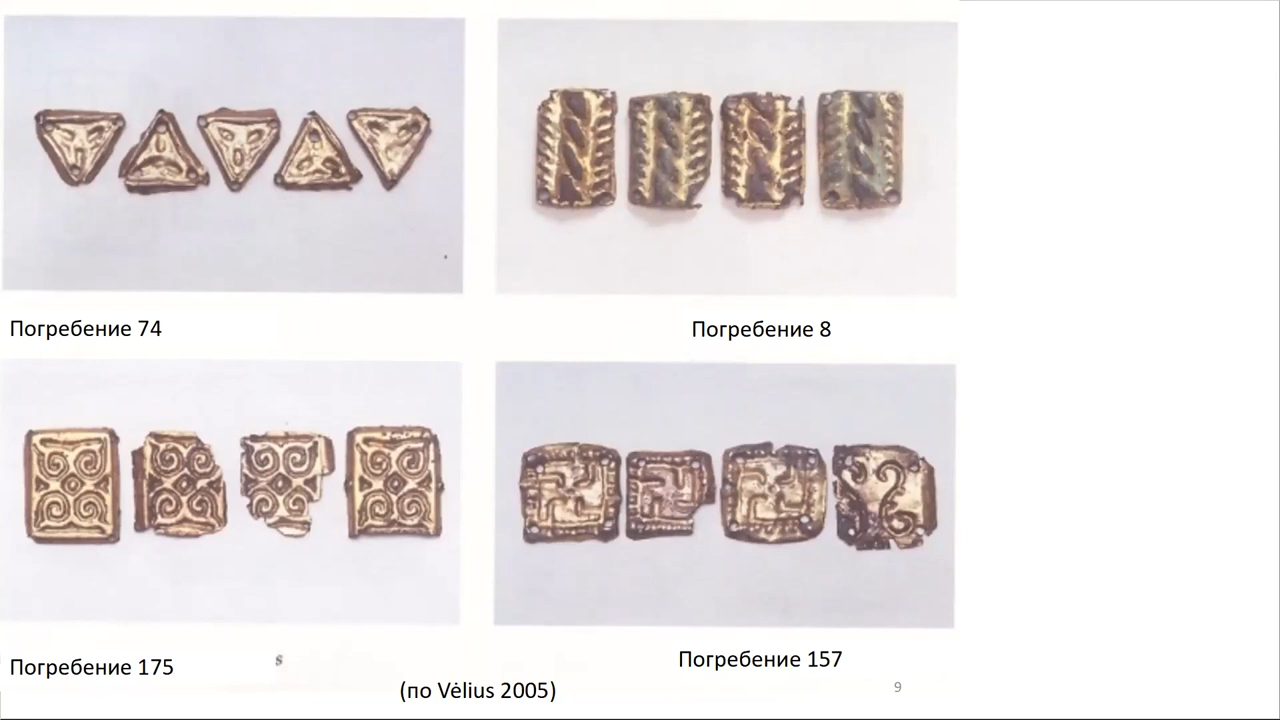 Погребение 74
Погребение 8
Погребение 175
s
Погребение 157
(по Vėlius 2005)
9